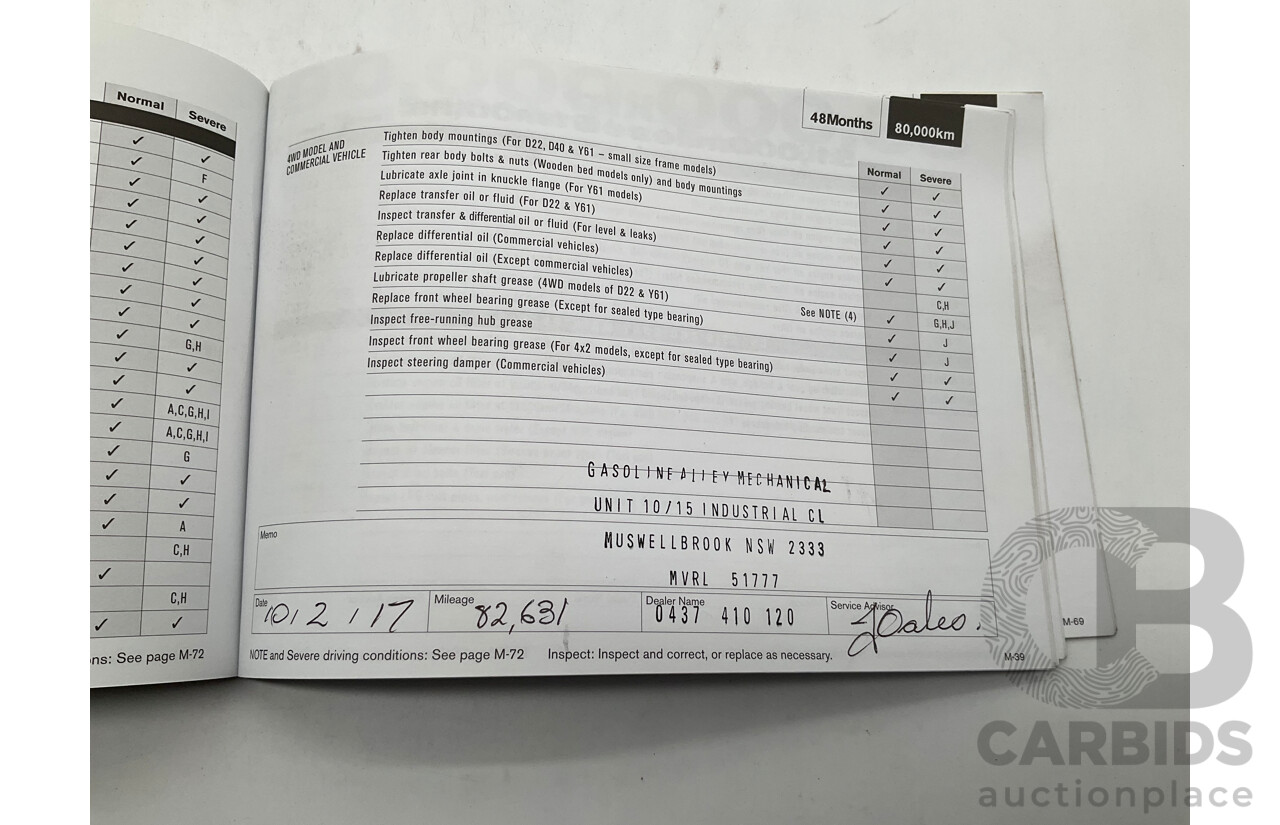 Normal
Severe
✓
✓ ✓
✓ F
✓ ✓
✓ ✓
✓ ✓
✓ ✓
✓ ✓
✓ ✓
✓ ✓
✓ G,H
✓ ✓
✓ ✓
✓ A,C,G,H,I
✓ A,C,G,H,I
✓ G
✓ ✓
✓ ✓
✓ A
C,H
✓
C,H
✓ ✓
ns: See page M-72
48Months
80,000km
Normal
Severe
4WD MODEL AND
COMMERCIAL VEHICLE
Tighten body mountings (For D22, D40 & Y61 – small size frame models) ✓ ✓
Tighten rear body bolts & nuts (Wooden bed models only) and body mountings ✓ ✓
Lubricate axle joint in knuckle flange (For Y61 models) ✓ ✓
Replace transfer oil or fluid (For D22 & Y61) ✓ ✓
Inspect transfer & differential oil or fluid (For level & leaks) ✓ ✓
Replace differential oil (Commercial vehicles) ✓ ✓
Replace differential oil (Except commercial vehicles) C,H
Lubricate propeller shaft grease (4WD models of D22 & Y61) See NOTE (4) ✓ G,H,J
Replace front wheel bearing grease (Except for sealed type bearing) ✓ J
Inspect free-running hub grease ✓ J
Inspect front wheel bearing grease (For 4x2 models, except for sealed type bearing) ✓ ✓
Inspect steering damper (Commercial vehicles) ✓ ✓
GASOLINE ALLEY MECHANICAL
UNIT 10/15 INDUSTRIAL CL
Memo
MUSWELLBROOK NSW 2333
MVRL 51777
Date
10/2/17
Mileage
82,631
Dealer Name
0437 410 120
Service Advisor
NOTE and Severe driving conditions: See page M-72
Inspect: Inspect and correct, or replace as necessary.
M-39
M-69
CARBIDS
auctionplace